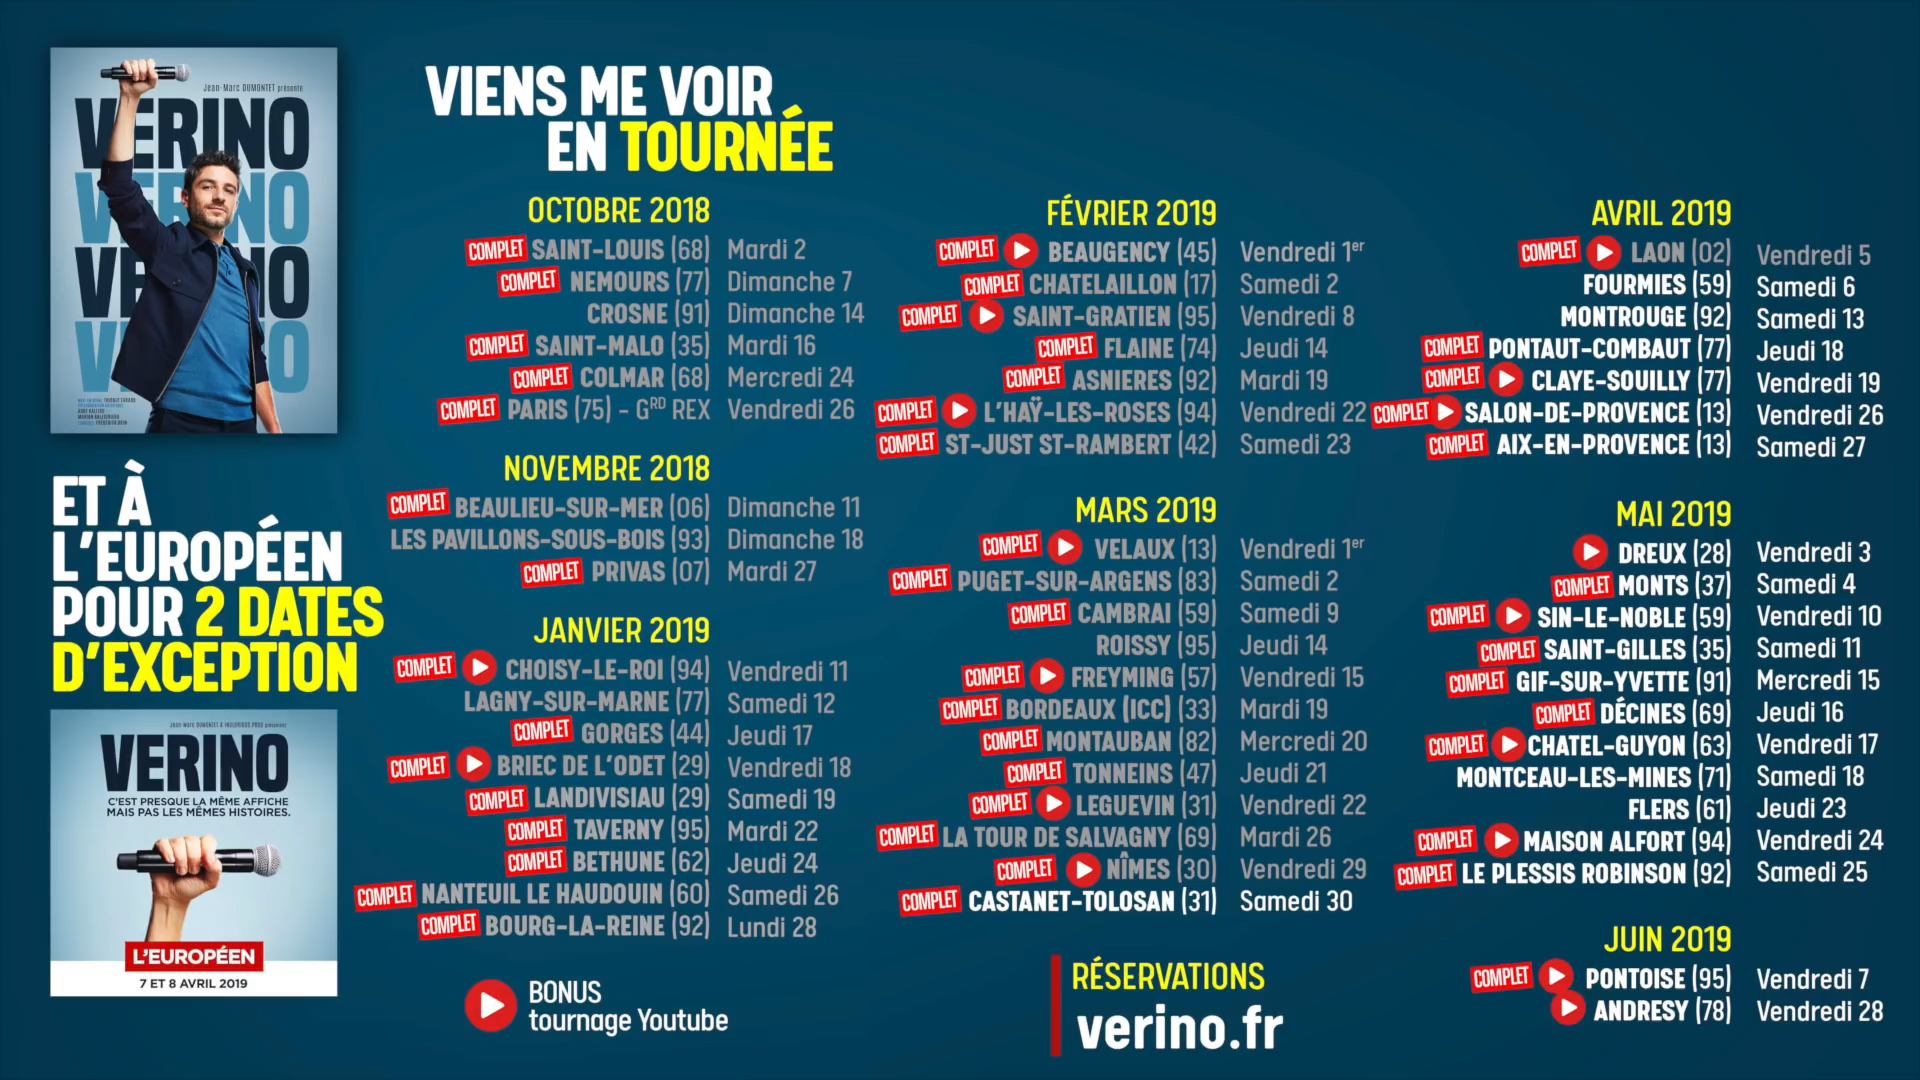 Jean-Marc DUMONTET présente
VERINO
VERINO
VERINO
VIENS ME VOIR
EN TOURNÉE
ET À
L'EUROPÉEN
POUR 2 DATES
D'EXCEPTION
VERINO
C'EST PRESQUE LA MÊME AFFICHE
MAIS PAS LES MÊMES HISTOIRES.
L'EUROPÉEN
7 ET 8 AVRIL 2019
OCTOBRE 2018
COMPLET SAINT-LOUIS (68) Mardi 2
COMPLET NEMOURS (77) Dimanche 7
CROSNE (91) Dimanche 14
COMPLET SAINT-MALO (35) Mardi 16
COMPLET COLMAR (68) Mercredi 24
COMPLET PARIS (75) - GRD REX Vendredi 26
NOVEMBRE 2018
COMPLET BEAULIEU-SUR-MER (06) Dimanche 11
LES PAVILLONS-SOUS-BOIS (93) Dimanche 18
COMPLET PRIVAS (07) Mardi 27
JANVIER 2019
COMPLET CHOISY-LE-ROI (94) Vendredi 11
LAGNY-SUR-MARNE (77) Samedi 12
COMPLET GORGES (44) Jeudi 17
COMPLET BRIEC DE L'ODET (29) Vendredi 18
COMPLET LANDIVISIAU (29) Samedi 19
COMPLET TAVERNY (95) Mardi 22
COMPLET BETHUNE (62) Jeudi 24
COMPLET NANTEUIL LE HAUDOUIN (60) Samedi 26
COMPLET BOURG-LA-REINE (92) Lundi 28
BONUS
tournage Youtube
FÉVRIER 2019
COMPLET BEAUGENCY (45) Vendredi 1er
COMPLET CHATELAILLON (17) Samedi 2
COMPLET SAINT-GRATIEN (95) Vendredi 8
COMPLET FLAINE (74) Jeudi 14
COMPLET ASNIERES (92) Mardi 19
COMPLET L'HAŸ-LES-ROSES (94) Vendredi 22
COMPLET ST-JUST ST-RAMBERT (42) Samedi 23
MARS 2019
COMPLET VELAUX (13) Vendredi 1er
COMPLET PUGET-SUR-ARGENS (83) Samedi 2
COMPLET CAMBRAI (59) Samedi 9
ROISSY (95) Jeudi 14
COMPLET FREYMING (57) Vendredi 15
COMPLET BORDEAUX (ICC) (33) Mardi 19
COMPLET MONTAUBAN (82) Mercredi 20
COMPLET TONNEINS (47) Jeudi 21
COMPLET LEGUEVIN (31) Vendredi 22
COMPLET LA TOUR DE SALVAGNY (69) Mardi 26
COMPLET NÎMES (30) Vendredi 29
COMPLET CASTANET-TOLOSAN (31) Samedi 30
RÉSERVATIONS
verino.fr
AVRIL 2019
COMPLET LAON (02) Vendredi 5
FOURMIES (59) Samedi 6
MONTROUGE (92) Samedi 13
COMPLET PONTAUT-COMBAUT (77) Jeudi 18
COMPLET CLAYE-SOUILLY (77) Vendredi 19
COMPLET SALON-DE-PROVENCE (13) Vendredi 26
COMPLET AIX-EN-PROVENCE (13) Samedi 27
MAI 2019
DREUX (28) Vendredi 3
COMPLET MONTS (37) Samedi 4
COMPLET SIN-LE-NOBLE (59) Vendredi 10
COMPLET SAINT-GILLES (35) Samedi 11
COMPLET GIF-SUR-YVETTE (91) Mercredi 15
COMPLET DÉCINES (69) Jeudi 16
COMPLET CHATEL-GUYON (63) Vendredi 17
MONTCEAU-LES-MINES (71) Samedi 18
FLERS (61) Jeudi 23
COMPLET MAISON ALFORT (94) Vendredi 24
COMPLET LE PLESSIS ROBINSON (92) Samedi 25
JUIN 2019
COMPLET PONTOISE (95) Vendredi 7
ANDRESY (78) Vendredi 28